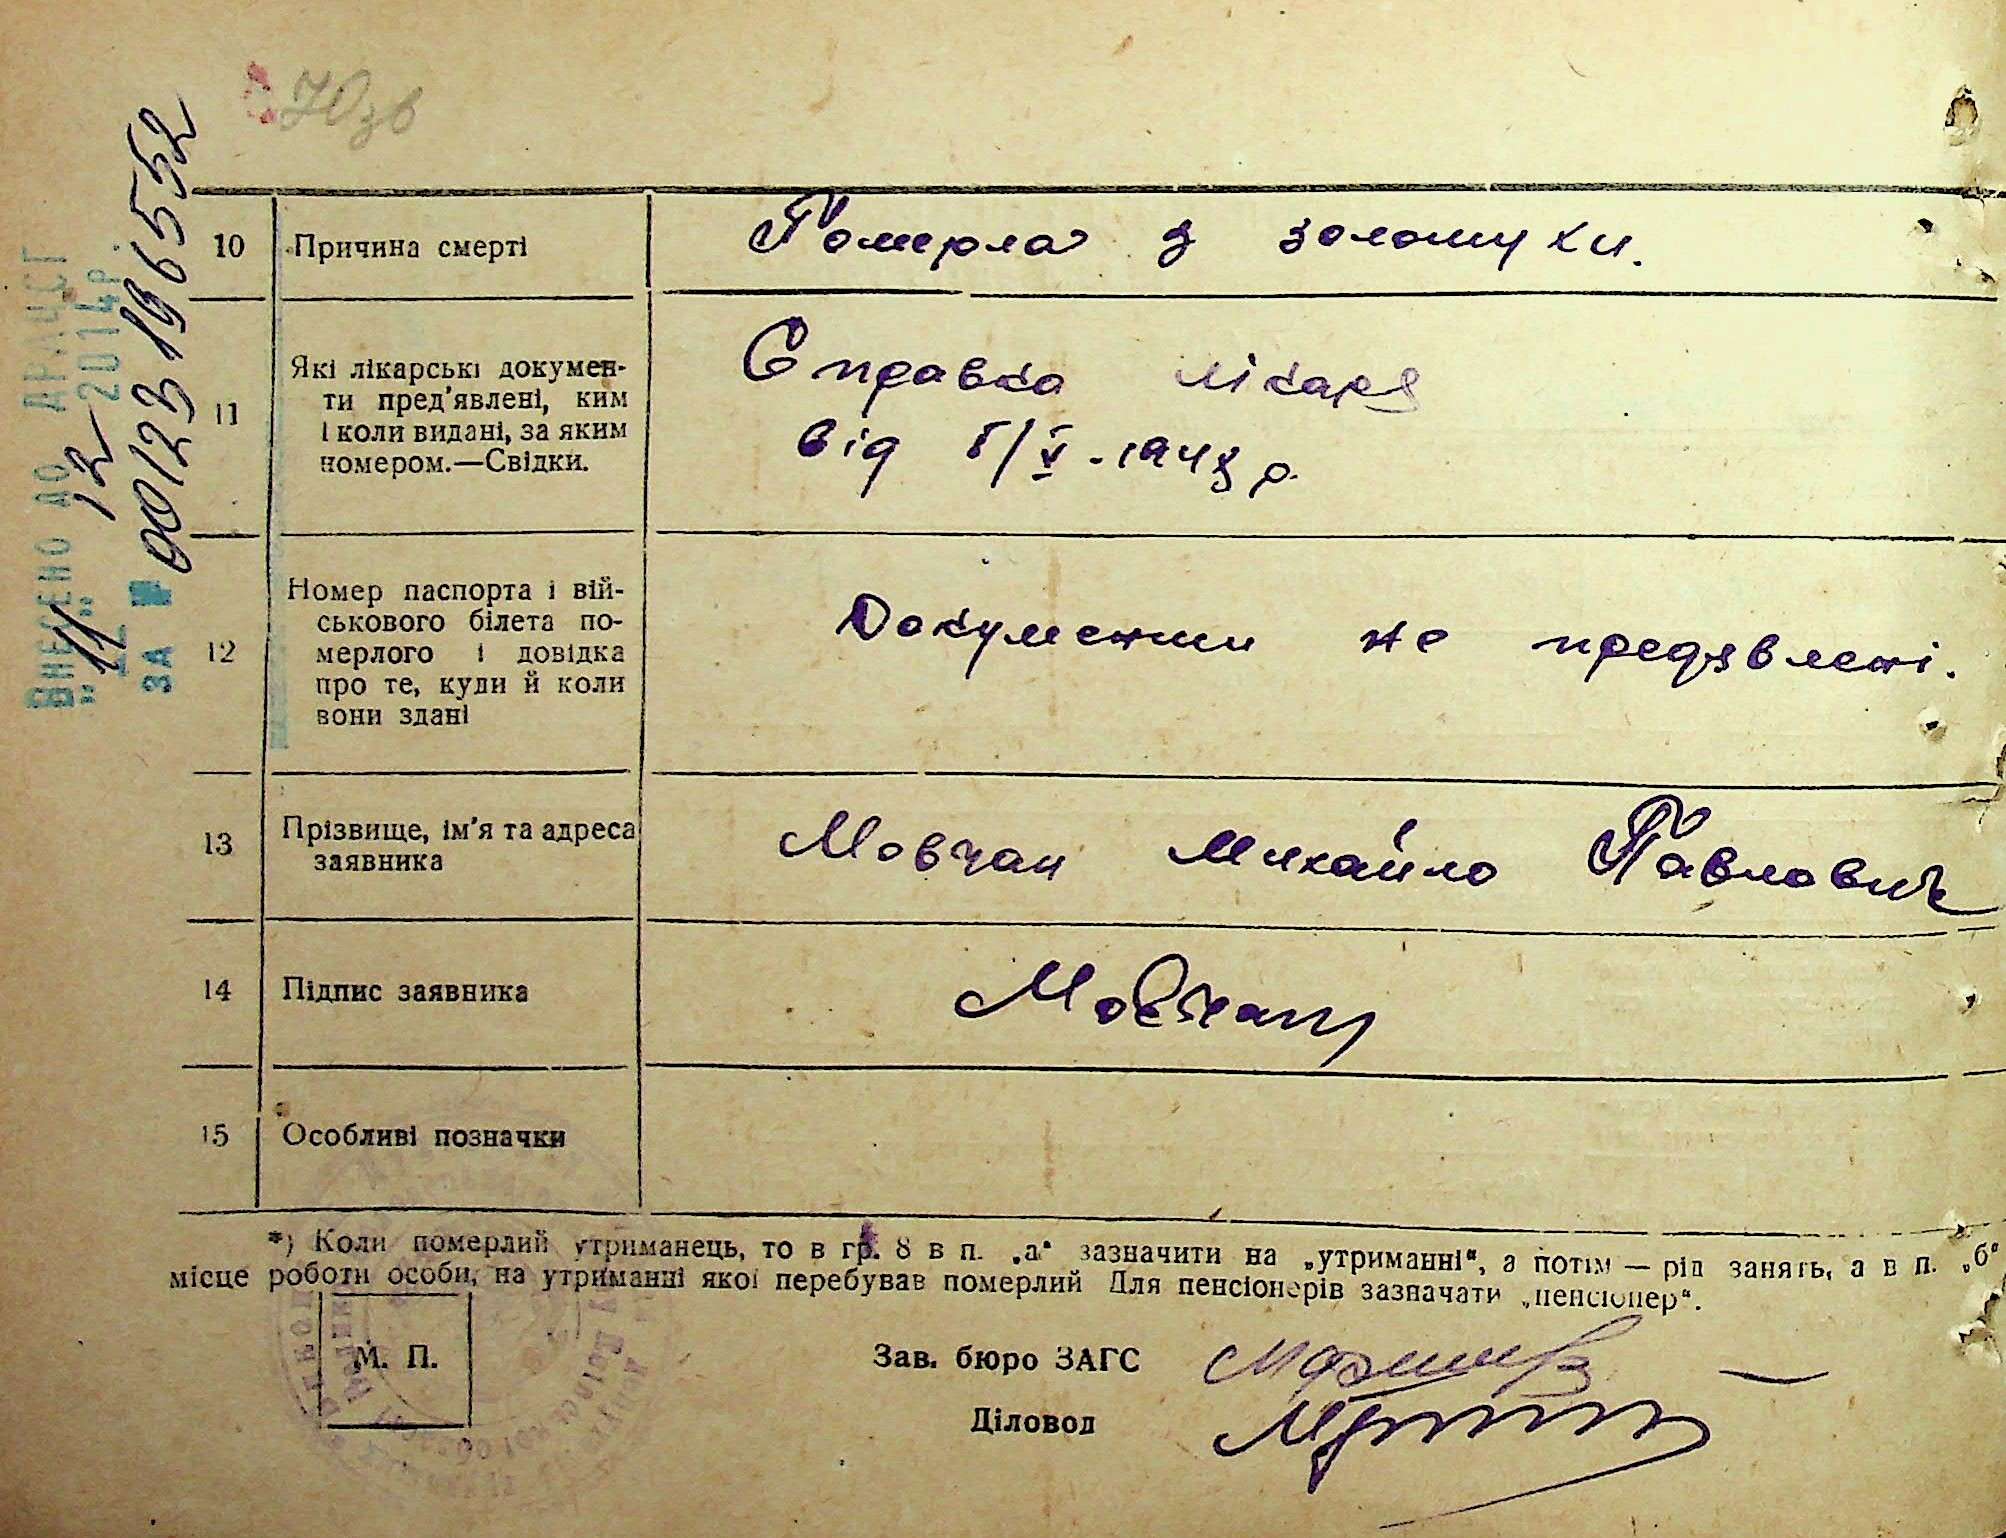 Юзв
ВНЕСЕНО ДО ДРАЦСГ
"11" 12 2014р.
ЗА № 00123196552
10 Причина смерті Померла з золотухи.
11 Які лікарські докумен-
ти пред'явлені, ким
і коли видані, за яким
номером.—Свідки.
Справка лікаря
від 5/V-1948 р.
12 Номер паспорта і вій-
ськового білета по-
мерлого і довідка
про те, куди й коли
вони здані
Документи не предявлені.
13 Прізвище, ім'я та адреса
заявника
Мовчан Михайло Павлович
14 Підпис заявника Мовчан
15 Особливі позначки
*) Коли померлий утриманець, то в гр. 8 в п. „а“ зазначити на „утриманні“, а потім — рід занять, а в п. „б“
місце роботи особи, на утриманні якої перебував померлий Для пенсіонерів зазначати „пенсіонер“.
М. П.
Зав. бюро ЗАГС
Діловод